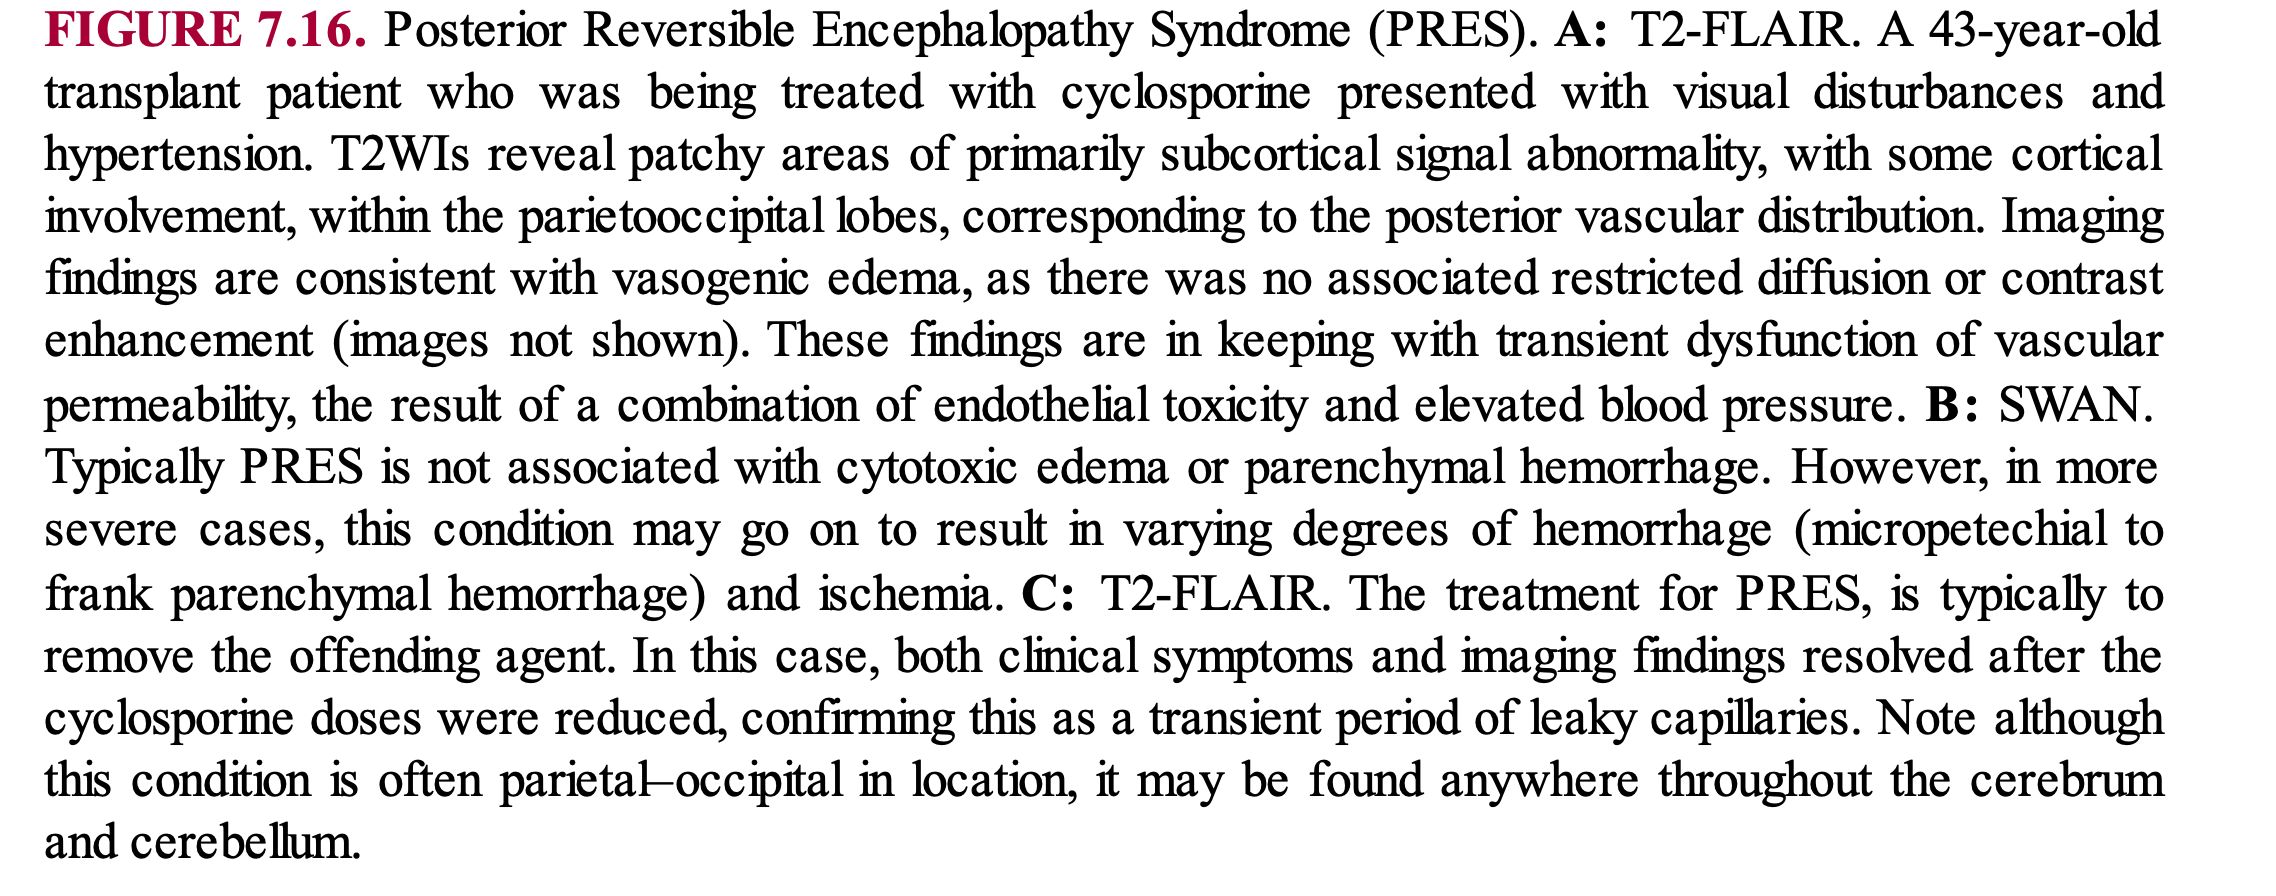 FIGURE 7.16. Posterior Reversible Encephalopathy Syndrome (PRES). A: T2-FLAIR. A 43-year-old
transplant patient who was being treated with cyclosporine presented with visual disturbances and
hypertension. T2WIs reveal patchy areas of primarily subcortical signal abnormality, with some cortical
involvement, within the parietooccipital lobes, corresponding to the posterior vascular distribution. Imaging
findings are consistent with vasogenic edema, as there was no associated restricted diffusion or contrast
enhancement (images not shown). These findings are in keeping with transient dysfunction of vascular
permeability, the result of a combination of endothelial toxicity and elevated blood pressure. B: SWAN.
Typically PRES is not associated with cytotoxic edema or parenchymal hemorrhage. However, in more
severe cases, this condition may go on to result in varying degrees of hemorrhage (micropetechial to
frank parenchymal hemorrhage) and ischemia. C: T2-FLAIR. The treatment for PRES, is typically to
remove the offending agent. In this case, both clinical symptoms and imaging findings resolved after the
cyclosporine doses were reduced, confirming this as a transient period of leaky capillaries. Note although
this condition is often parietal–occipital in location, it may be found anywhere throughout the cerebrum
and cerebellum.